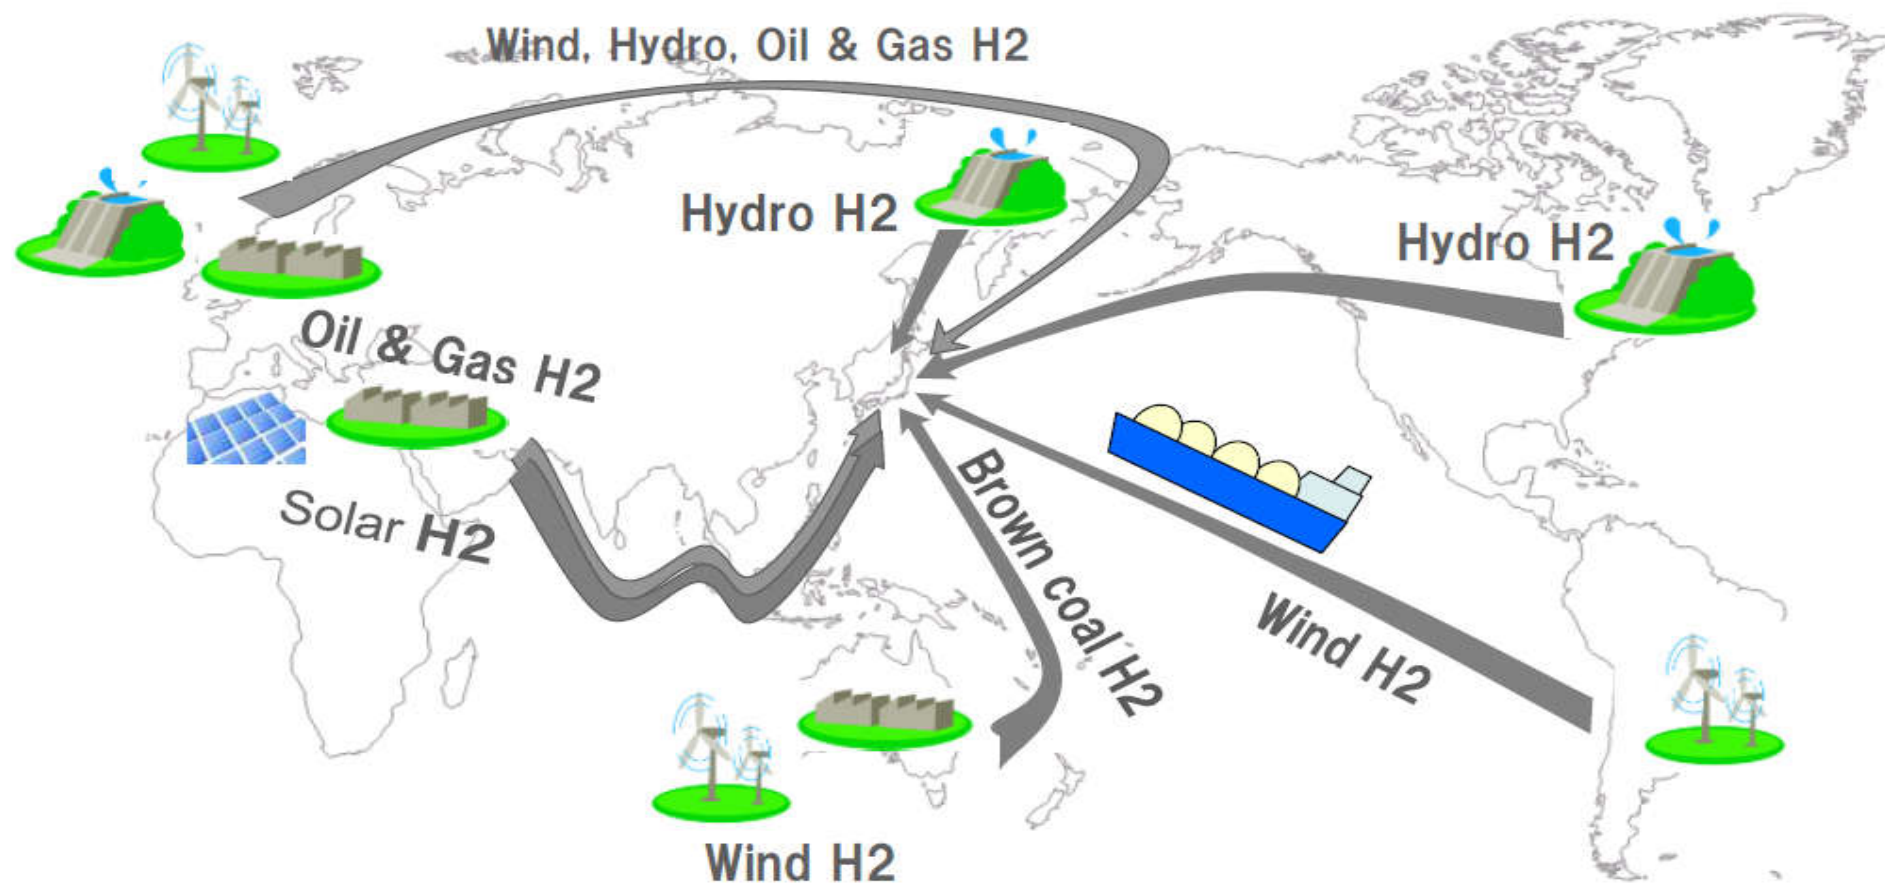 Wind, Hydro, Oil & Gas H2
Hydro H2
Hydro H2
Oil & Gas H2
Solar H2
Brown coal H2
Wind H2
Wind H2